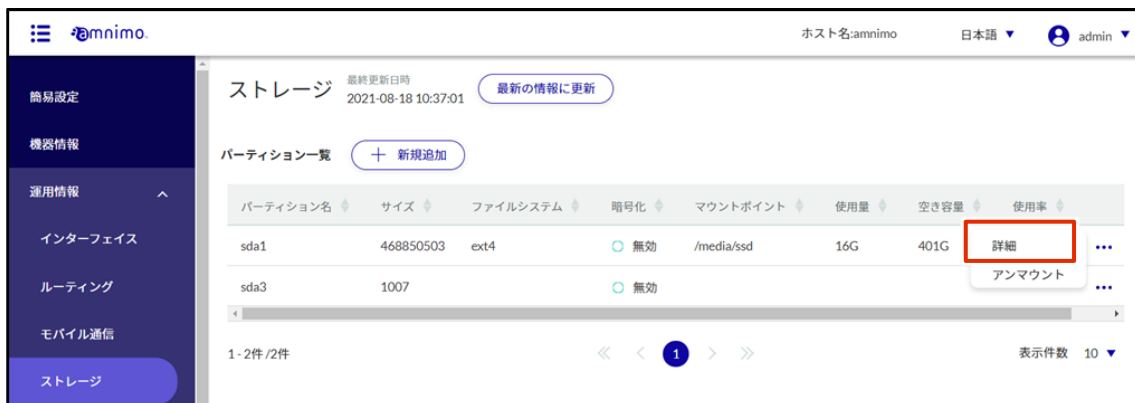 amnimo.
ホスト名:amnimo
日本語 ▼
admin ▼
簡易設定
機器情報
運用情報
インターフェイス
ルーティング
モバイル通信
ストレージ
ストレージ
最終更新日時
2021-08-18 10:37:01
最新の情報に更新
パーティション一覧
＋ 新規追加
パーティション名 サイズ ファイルシステム 暗号化 マウントポイント 使用量 空き容量 使用率
sda1 468850503 ext4 無効 /media/ssd 16G 401G 詳細 •••
アンマウント
sda3 1007 無効 •••
1 - 2件 /2件
≪ < 1 > ≫
表示件数 10 ▼